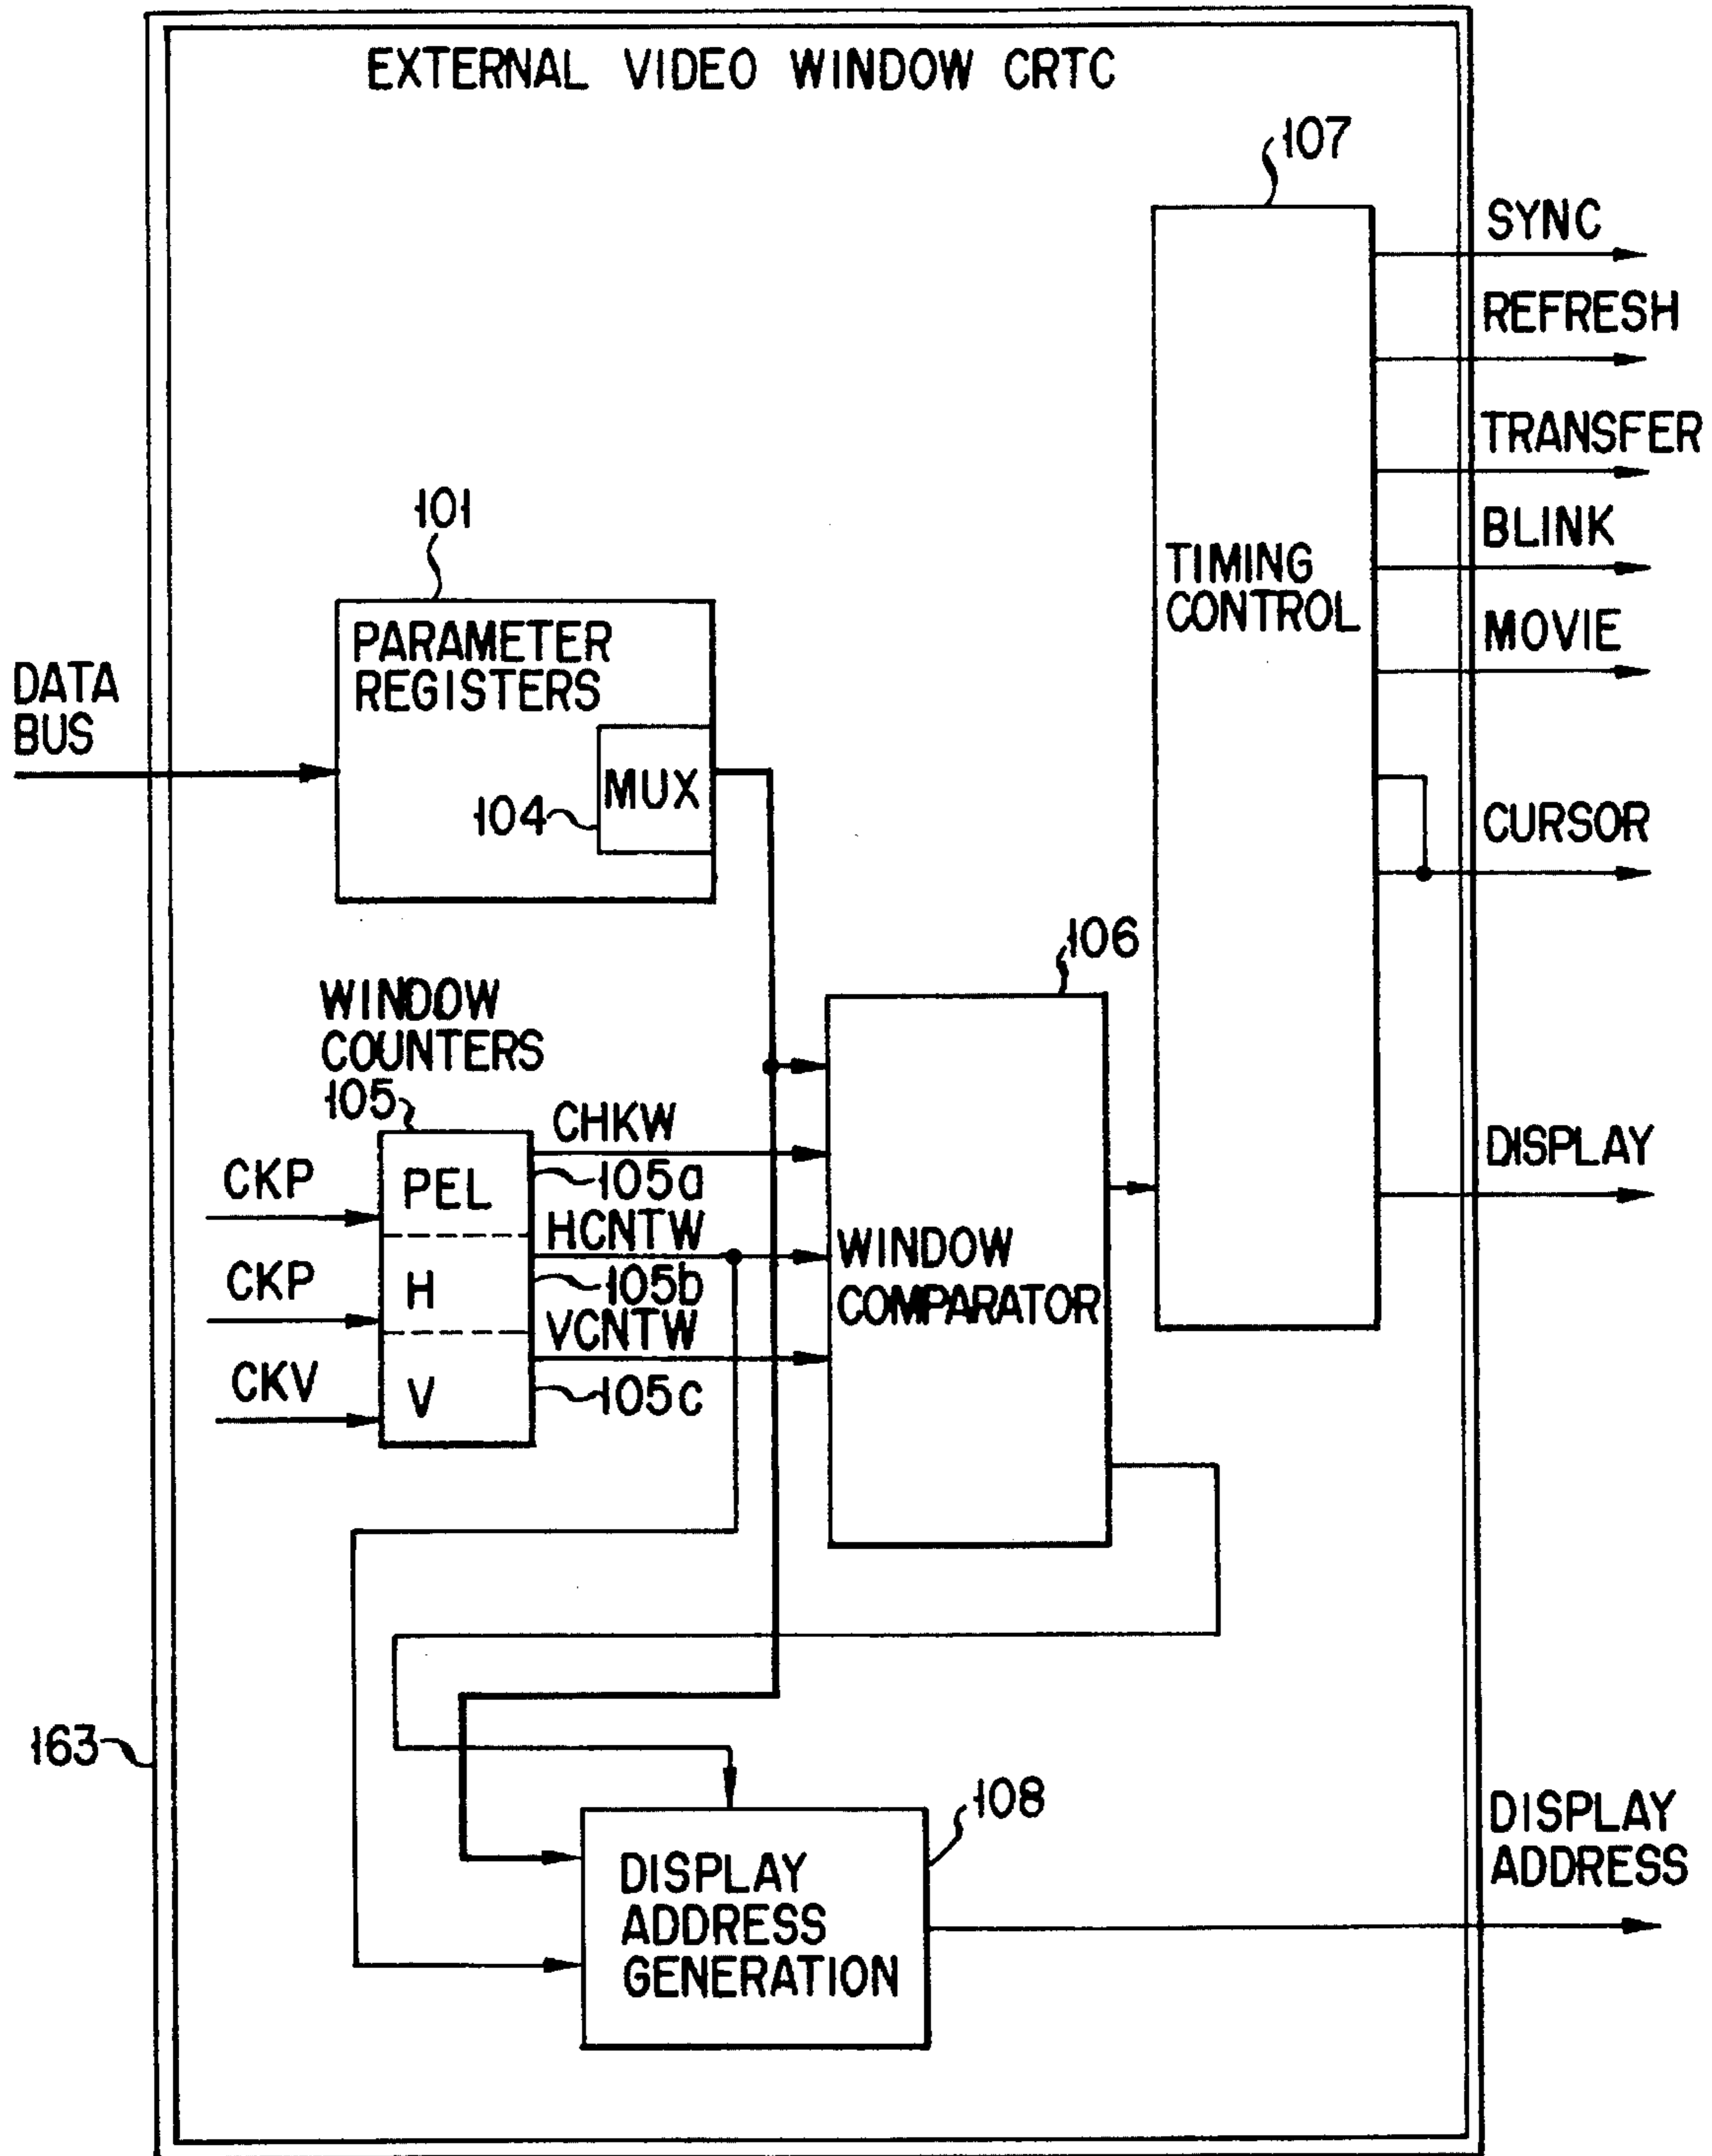 EXTERNAL VIDEO WINDOW CRTC
107
SYNC
REFRESH
TRANSFER
BLINK
MOVIE
CURSOR
DISPLAY
TIMING
CONTROL
101
PARAMETER
REGISTERS
MUX
104
DATA
BUS
106
WINDOW
COUNTERS
105
CHKW
CKP
PEL
105a
HCNTW
CKP
H
105b
VCNTW
CKV
V
105c
WINDOW
COMPARATOR
163
108
DISPLAY
ADDRESS
GENERATION
DISPLAY
ADDRESS